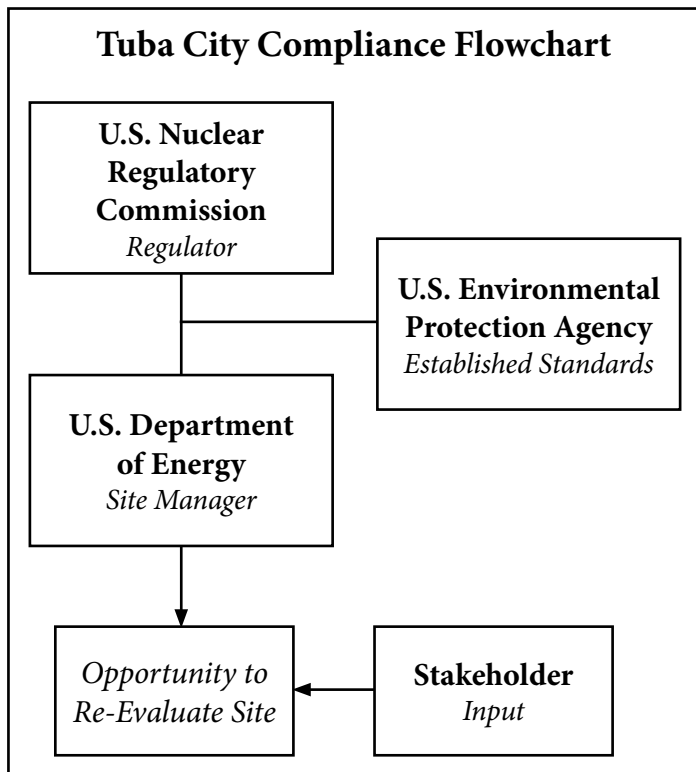 Tuba City Compliance Flowchart
U.S. Nuclear
Regulatory
Commission
Regulator
U.S. Environmental
Protection Agency
Established Standards
U.S. Department
of Energy
Site Manager
Opportunity to
Re-Evaluate Site
Stakeholder
Input